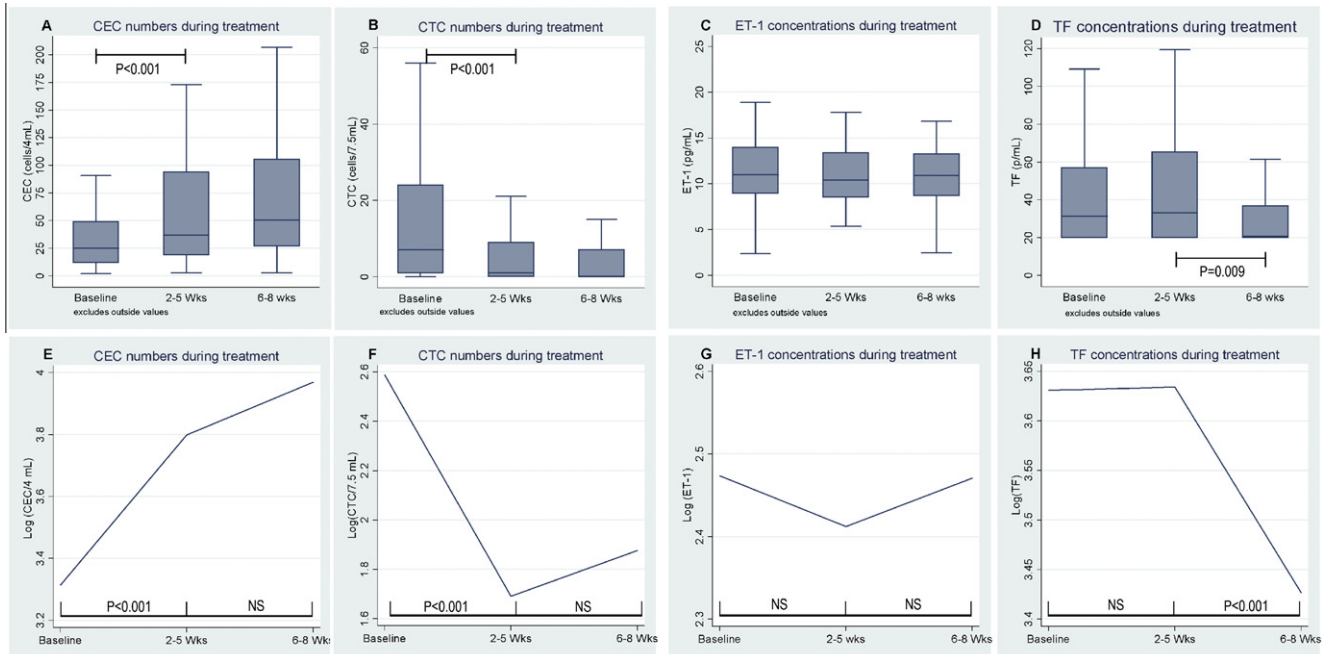 A CEC numbers during treatment
CEC (cells/4mL)
200
175
150
125
100
75
50
25
0
P<0.001
Baseline 2-5 Wks 6-8 wks
excludes outside values
B CTC numbers during treatment
CTC (cells/7.5mL)
60
40
20
0
P<0.001
Baseline 2-5 Wks 6-8 wks
excludes outside values
C ET-1 concentrations during treatment
ET-1 (pg/mL)
25
20
15
10
5
0
Baseline 2-5 Wks 6-8 wks
excludes outside values
D TF concentrations during treatment
TF (p/mL)
120
100
80
60
40
20
0
P=0.009
Baseline 2-5 Wks 6-8 wks
excludes outside values
E CEC numbers during treatment
Log (CEC/4 mL)
4
3.8
3.6
3.4
3.2
P<0.001 NS
Baseline 2-5 Wks 6-8 Wks
F CTC numbers during treatment
Log(CTC/7.5 mL)
2.6
2.4
2.2
2
1.8
1.6
P<0.001 NS
Baseline 2-5 Wks 6-8 Wks
G ET-1 concentrations during treatment
Log (ET-1)
2.6
2.5
2.4
2.3
NS NS
Baseline 2-5 Wks 6-8 Wks
H TF concentrations during treatment
Log(TF)
3.65
3.6
3.55
3.5
3.45
3.4
NS P<0.001
Baseline 2-5 Wks 6-8 Wks